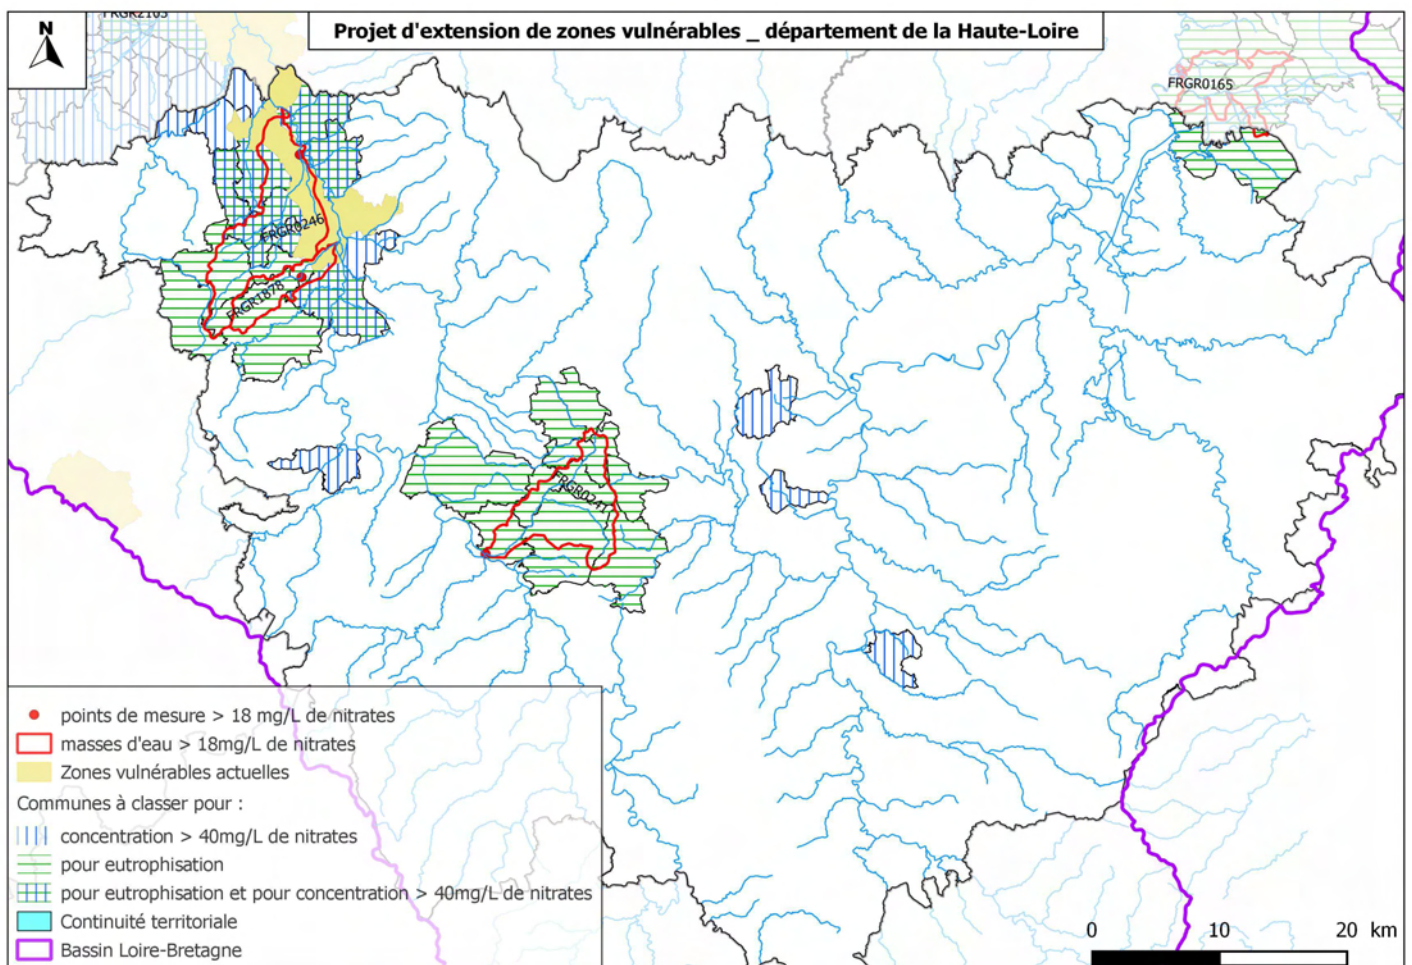 FRGR2103
N
Projet d'extension de zones vulnérables _ département de la Haute-Loire
FRGR0165
FRGR0246
FRGR1878
FRGR0241
points de mesure > 18 mg/L de nitrates
masses d'eau > 18mg/L de nitrates
Zones vulnérables actuelles
Communes à classer pour :
concentration > 40mg/L de nitrates
pour eutrophisation
pour eutrophisation et pour concentration > 40mg/L de nitrates
Continuité territoriale
Bassin Loire-Bretagne
0 10 20 km